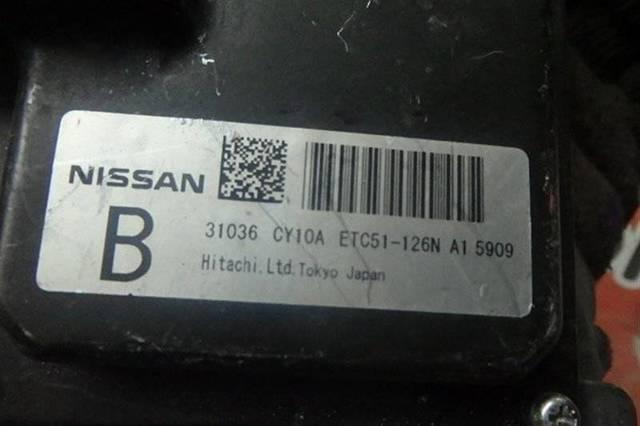 NISSAN
B
31036 CY10A ETC51-126N A1 5909
Hitachi.Ltd.Tokyo Japan